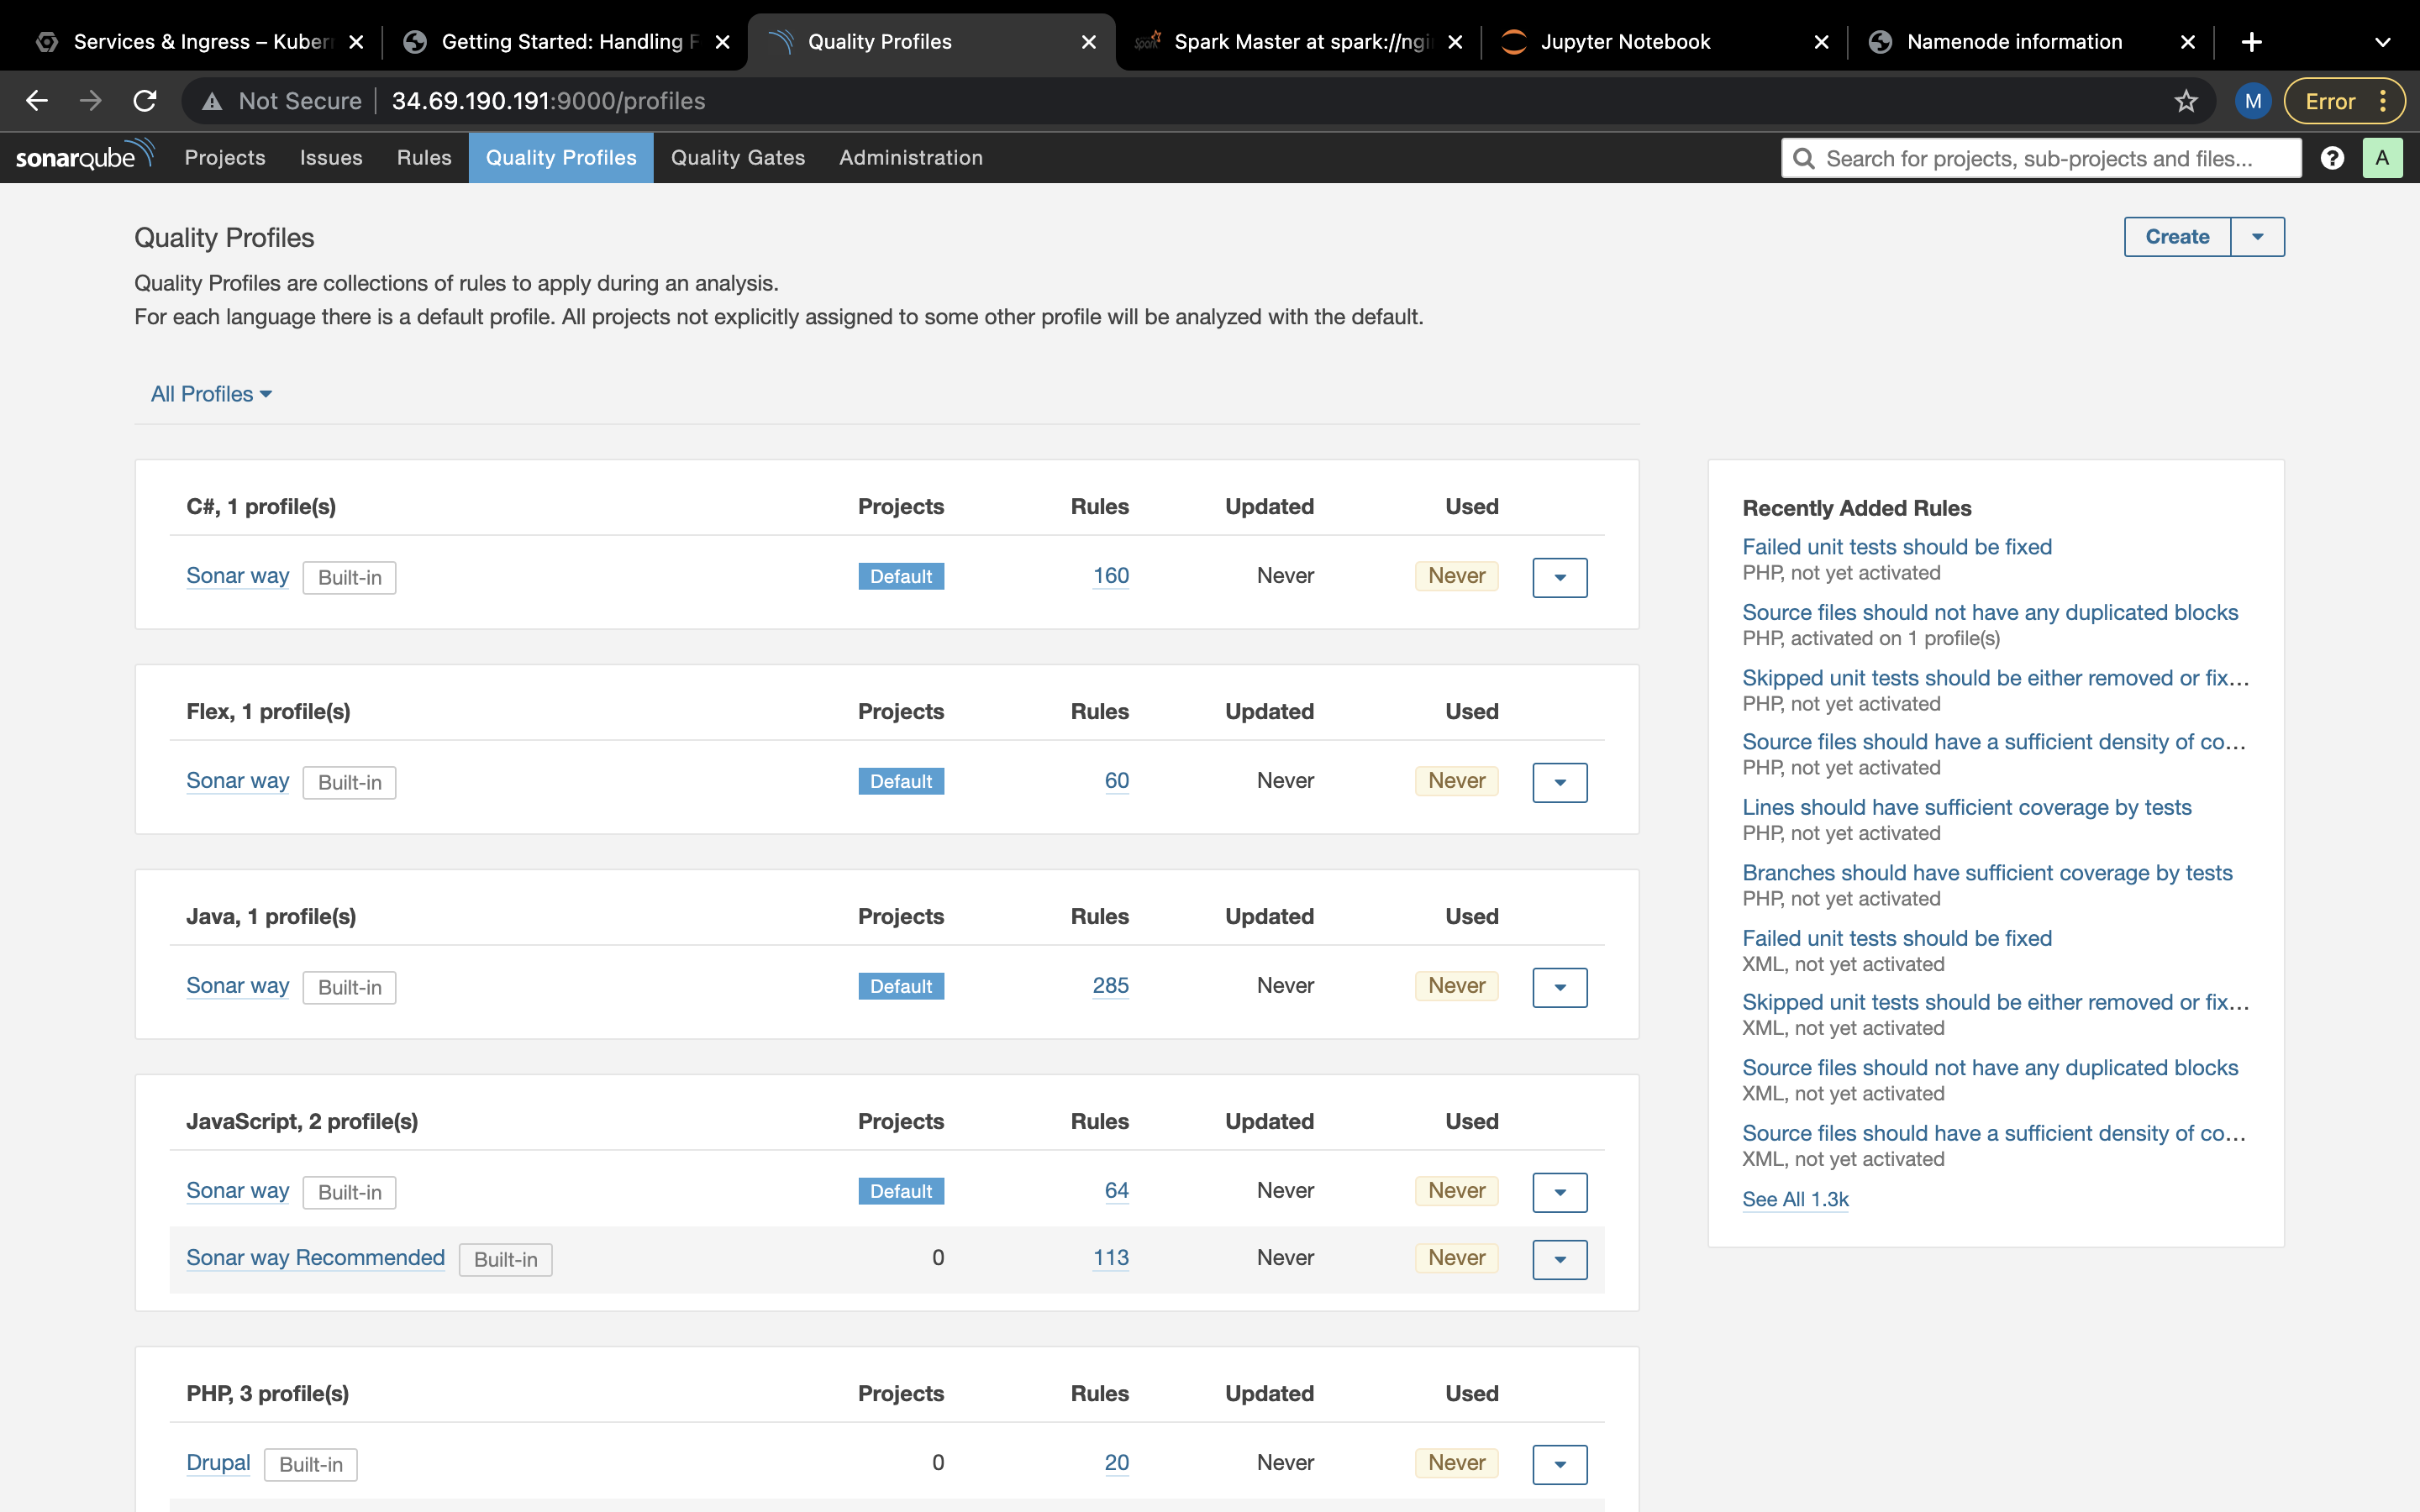 Services & Ingress – Kuber
Getting Started: Handling F
Quality Profiles
Spark Master at spark://ngi
Jupyter Notebook
Namenode information
Not Secure
34.69.190.191:9000/profiles
M
Error
sonarqube
Projects
Issues
Rules
Quality Profiles
Quality Gates
Administration
Search for projects, sub-projects and files...
?
A
Quality Profiles
Create
Quality Profiles are collections of rules to apply during an analysis.
For each language there is a default profile. All projects not explicitly assigned to some other profile will be analyzed with the default.
All Profiles
C#, 1 profile(s) Projects Rules Updated Used
Sonar way Built-in Default 160 Never Never
Flex, 1 profile(s) Projects Rules Updated Used
Sonar way Built-in Default 60 Never Never
Java, 1 profile(s) Projects Rules Updated Used
Sonar way Built-in Default 285 Never Never
JavaScript, 2 profile(s) Projects Rules Updated Used
Sonar way Built-in Default 64 Never Never
Sonar way Recommended Built-in 0 113 Never Never
PHP, 3 profile(s) Projects Rules Updated Used
Drupal Built-in 0 20 Never Never
Recently Added Rules
Failed unit tests should be fixed
PHP, not yet activated
Source files should not have any duplicated blocks
PHP, activated on 1 profile(s)
Skipped unit tests should be either removed or fix...
PHP, not yet activated
Source files should have a sufficient density of co...
PHP, not yet activated
Lines should have sufficient coverage by tests
PHP, not yet activated
Branches should have sufficient coverage by tests
PHP, not yet activated
Failed unit tests should be fixed
XML, not yet activated
Skipped unit tests should be either removed or fix...
XML, not yet activated
Source files should not have any duplicated blocks
XML, not yet activated
Source files should have a sufficient density of co...
XML, not yet activated
See All 1.3k